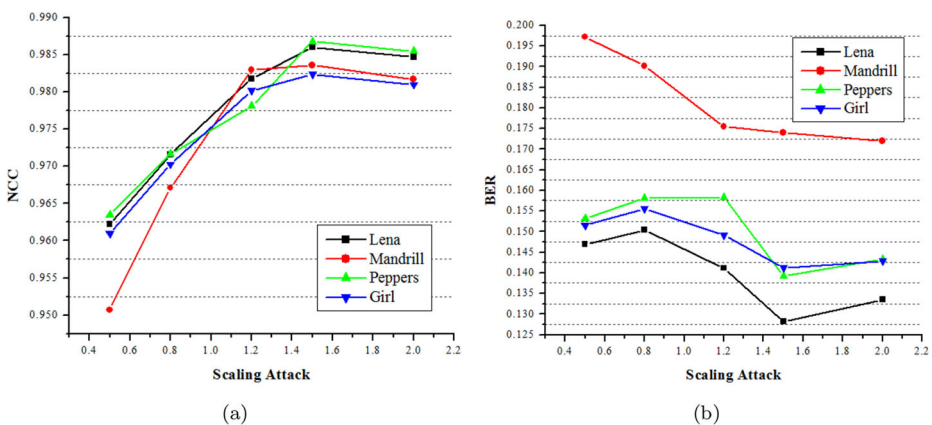 0.990
0.985
0.980
0.975
0.970
0.965
0.960
0.955
0.950
NCC
0.4 0.6 0.8 1.0 1.2 1.4 1.6 1.8 2.0 2.2
Scaling Attack
Lena
Mandrill
Peppers
Girl
(a)
0.200
0.195
0.190
0.185
0.180
0.175
0.170
0.165
0.160
0.155
0.150
0.145
0.140
0.135
0.130
0.125
BER
0.4 0.6 0.8 1.0 1.2 1.4 1.6 1.8 2.0 2.2
Scaling Attack
Lena
Mandrill
Peppers
Girl
(b)